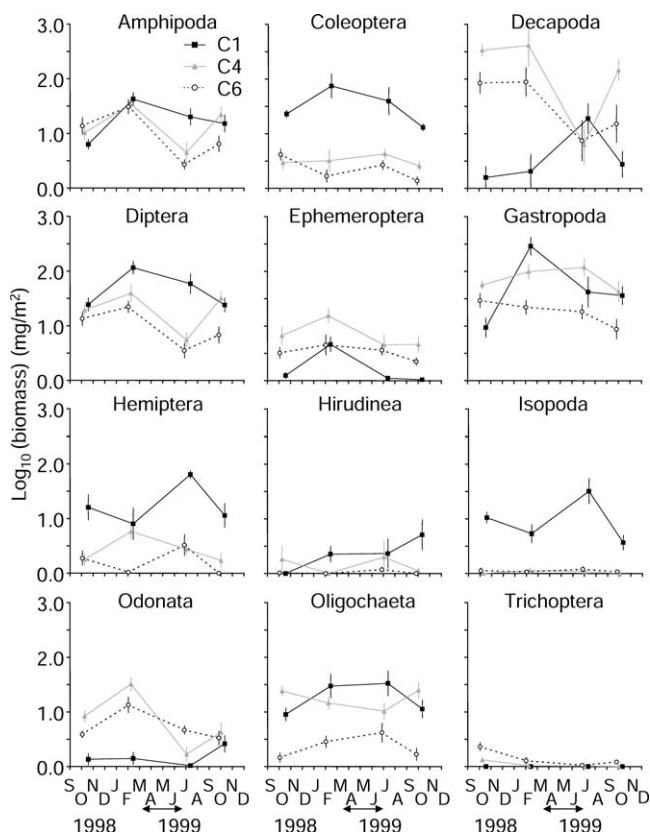 Amphipoda
Coleoptera
Decapoda
C1
C4
C6
3.0
2.0
1.0
0.0
Diptera
Ephemeroptera
Gastropoda
3.0
2.0
1.0
0.0
Log10 (biomass) (mg/m2)
Hemiptera
Hirudinea
Isopoda
3.0
2.0
1.0
0.0
Odonata
Oligochaeta
Trichoptera
3.0
2.0
1.0
0.0
S N J M M J S N S N J M M J S N S N J M M J S N
O D F A J A O D O D F A J A O D O D F A J A O D
1998 1999 1998 1999 1998 1999